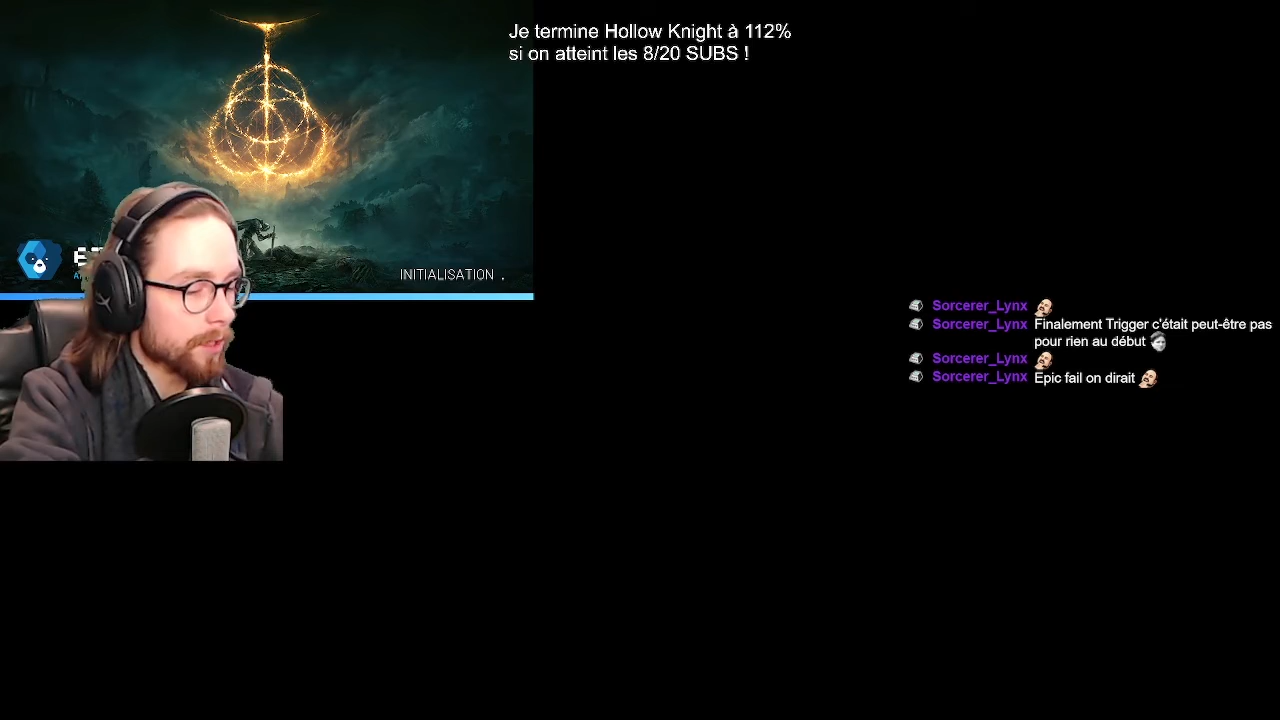 Je termine Hollow Knight à 112%
si on atteint les 8/20 SUBS !
INITIALISATION .
Sorcerer_Lynx
Sorcerer_Lynx Finalement Trigger c'était peut-être pas
pour rien au début
Sorcerer_Lynx
Sorcerer_Lynx Epic fail on dirait